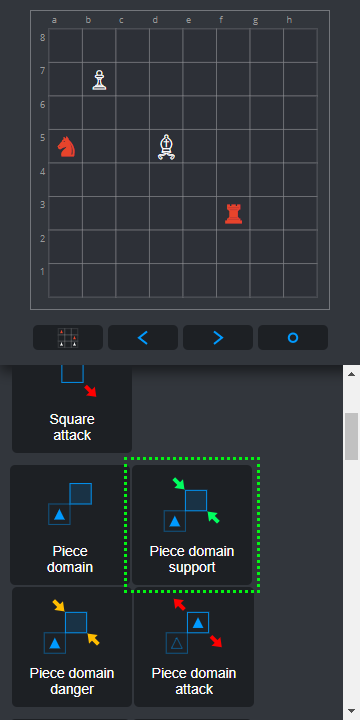 a b c d e f g h
8
7
6
5
4
3
2
1
Square
attack
Piece
domain
Piece domain
support
Piece domain
danger
Piece domain
attack